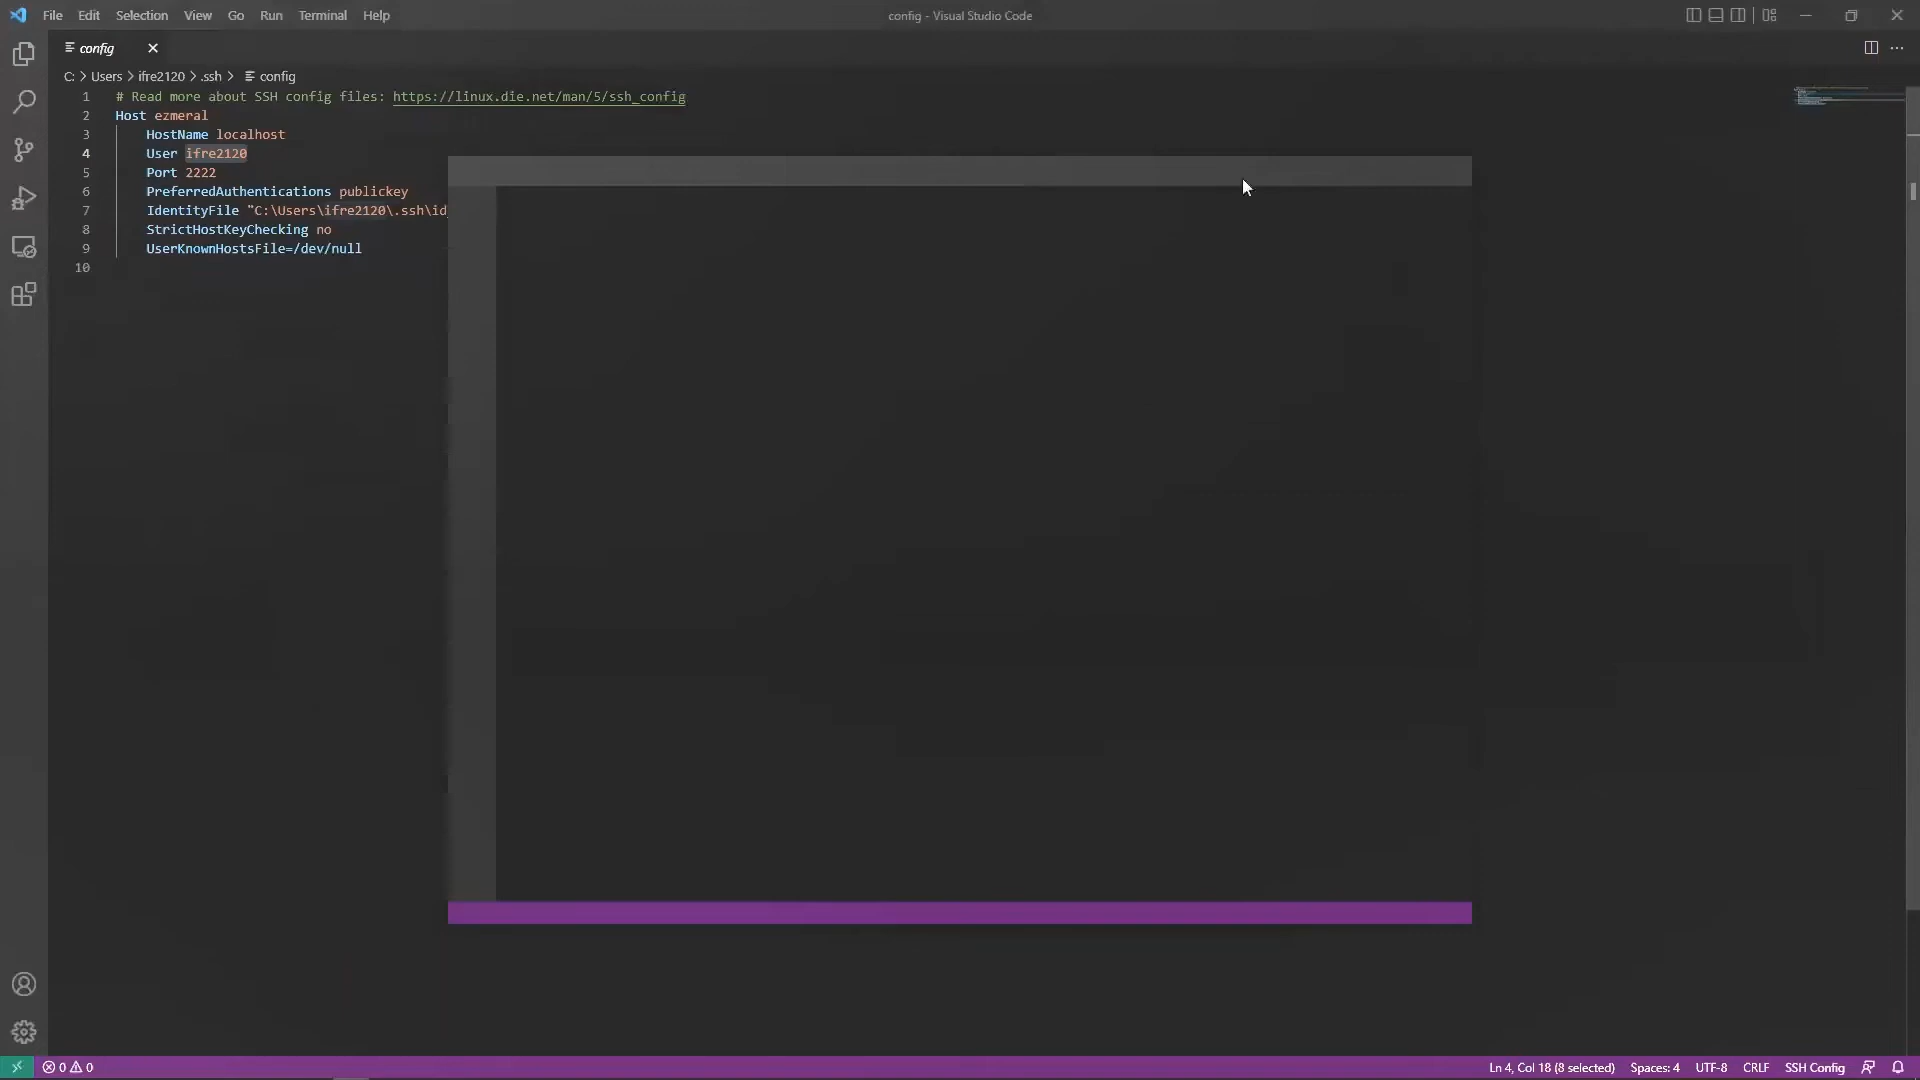 File Edit Selection View Go Run Terminal Help
config - Visual Studio Code
config
C: > Users > ifre2120 > .ssh > config
1 # Read more about SSH config files: https://linux.die.net/man/5/ssh_config
2 Host ezmeral
3 HostName localhost
4 User ifre2120
5 Port 2222
6 PreferredAuthentications publickey
7 IdentityFile "C:\Users\ifre2120\.ssh\id_
8 StrictHostKeyChecking no
9 UserKnownHostsFile=/dev/null
10
0 0 Ln 4, Col 18 (8 selected) Spaces: 4 UTF-8 CRLF SSH Config